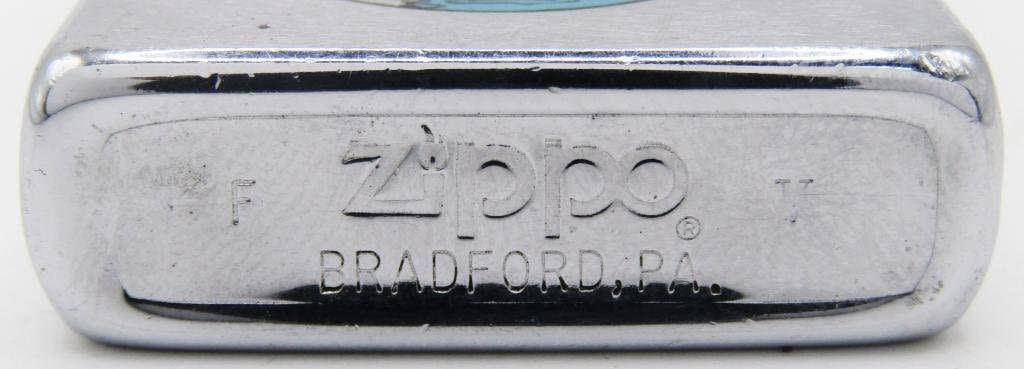 F Zippo® V
BRADFORD, PA.